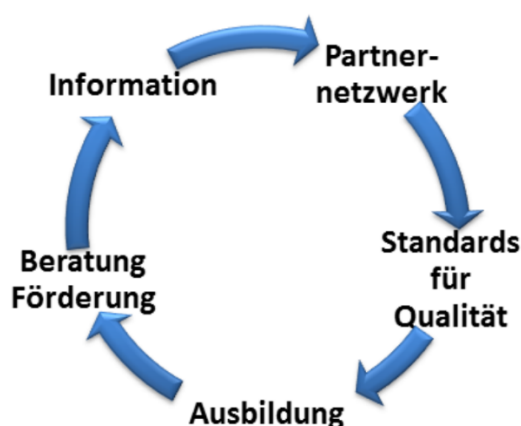 Information
Partner-
netzwerk
Standards
für
Qualität
Ausbildung
Beratung
Förderung